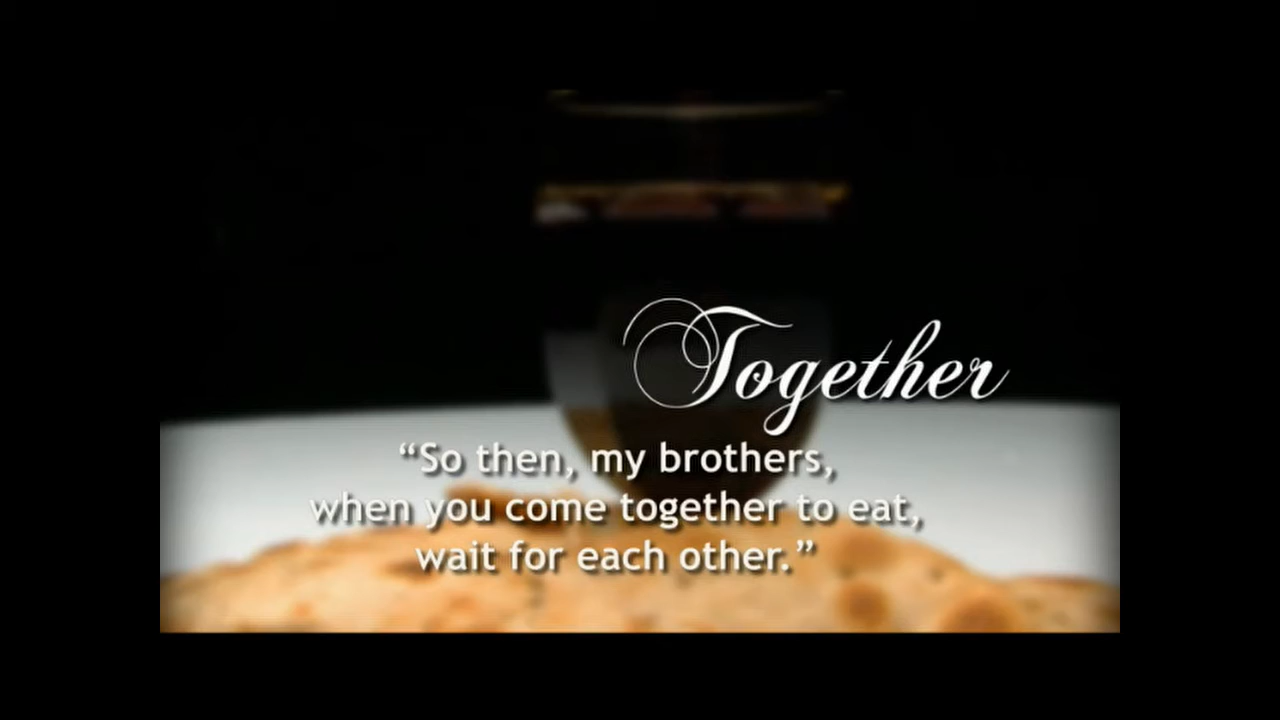 Together
“So then, my brothers,
when you come together to eat,
wait for each other.”